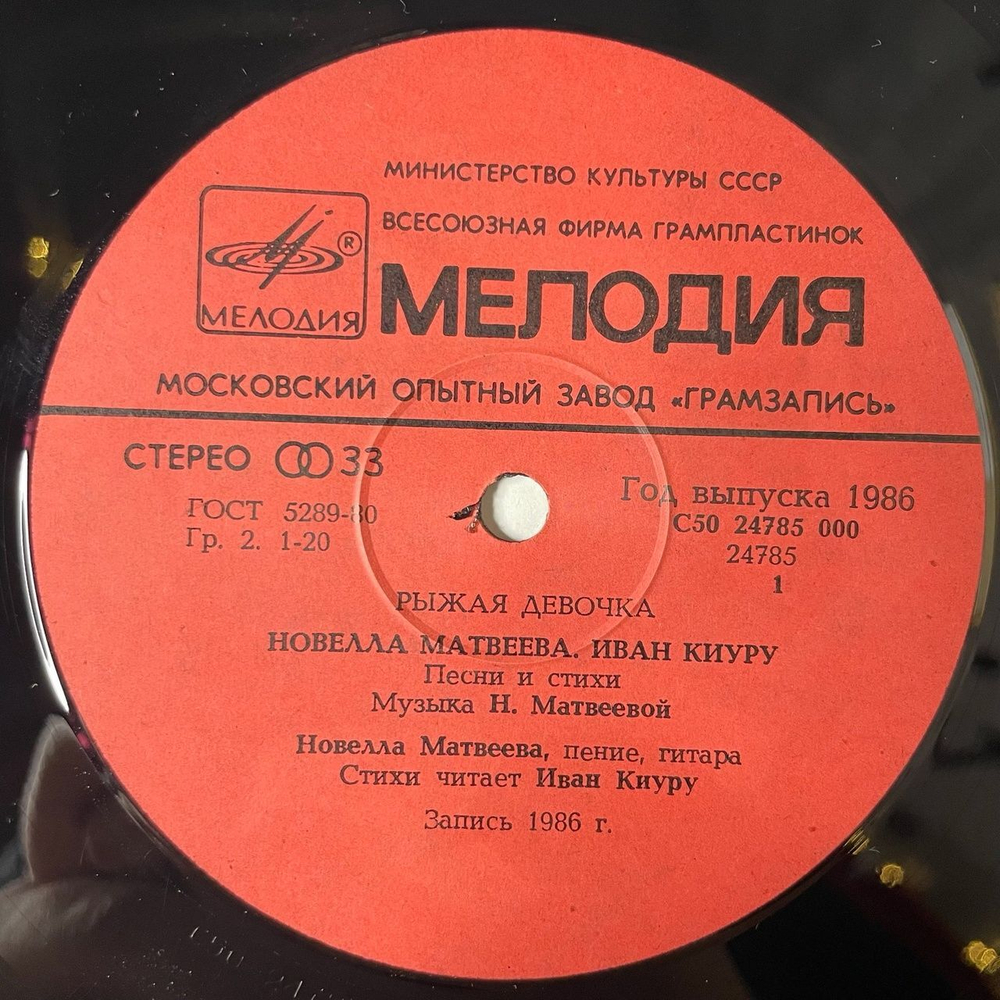 МИНИСТЕРСТВО КУЛЬТУРЫ СССР
ВСЕСОЮЗНАЯ ФИРМА ГРАМПЛАСТИНОК
®
МЕЛОДИЯ
МЕЛОДИЯ
МОСКОВСКИЙ ОПЫТНЫЙ ЗАВОД «ГРАМЗАПИСЬ»
СТЕРЕО 33
ГОСТ 5289-80
Гр. 2. 1-20
Год выпуска 1986
С50 24785 000
24785
1
РЫЖАЯ ДЕВОЧКА
НОВЕЛЛА МАТВЕЕВА. ИВАН КИУРУ
Песни и стихи
Музыка Н. Матвеевой
Новелла Матвеева, пение, гитара
Стихи читает Иван Киуру
Запись 1986 г.